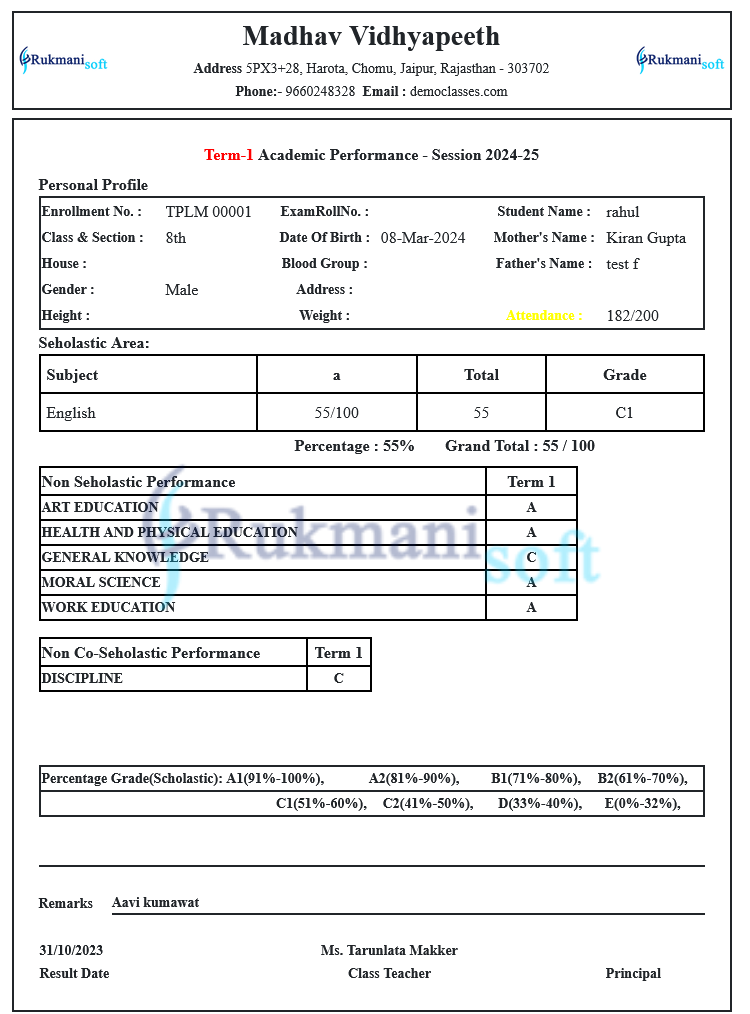 Madhav Vidhyapeeth
Rukmanisoft
Rukmanisoft
Address 5PX3+28, Harota, Chomu, Jaipur, Rajasthan - 303702
Phone:- 9660248328 Email : democlasses.com
Term-1 Academic Performance - Session 2024-25
Personal Profile
Enrollment No. : TPLM 00001 ExamRollNo. : Student Name : rahul
Class & Section : 8th Date Of Birth : 08-Mar-2024 Mother's Name : Kiran Gupta
House : Blood Group : Father's Name : test f
Gender : Male Address :
Height : Weight : Attendance : 182/200
Seholastic Area:
Subject a Total Grade
English 55/100 55 C1
Percentage : 55% Grand Total : 55 / 100
Non Seholastic Performance Term 1
ART EDUCATION A
HEALTH AND PHYSICAL EDUCATION A
GENERAL KNOWLEDGE C
MORAL SCIENCE A
WORK EDUCATION A
Rukmanisoft
Non Co-Seholastic Performance Term 1
DISCIPLINE C
Percentage Grade(Scholastic): A1(91%-100%), A2(81%-90%), B1(71%-80%), B2(61%-70%),
C1(51%-60%), C2(41%-50%), D(33%-40%), E(0%-32%),
Remarks Aavi kumawat
31/10/2023 Ms. Tarunlata Makker
Result Date Class Teacher Principal